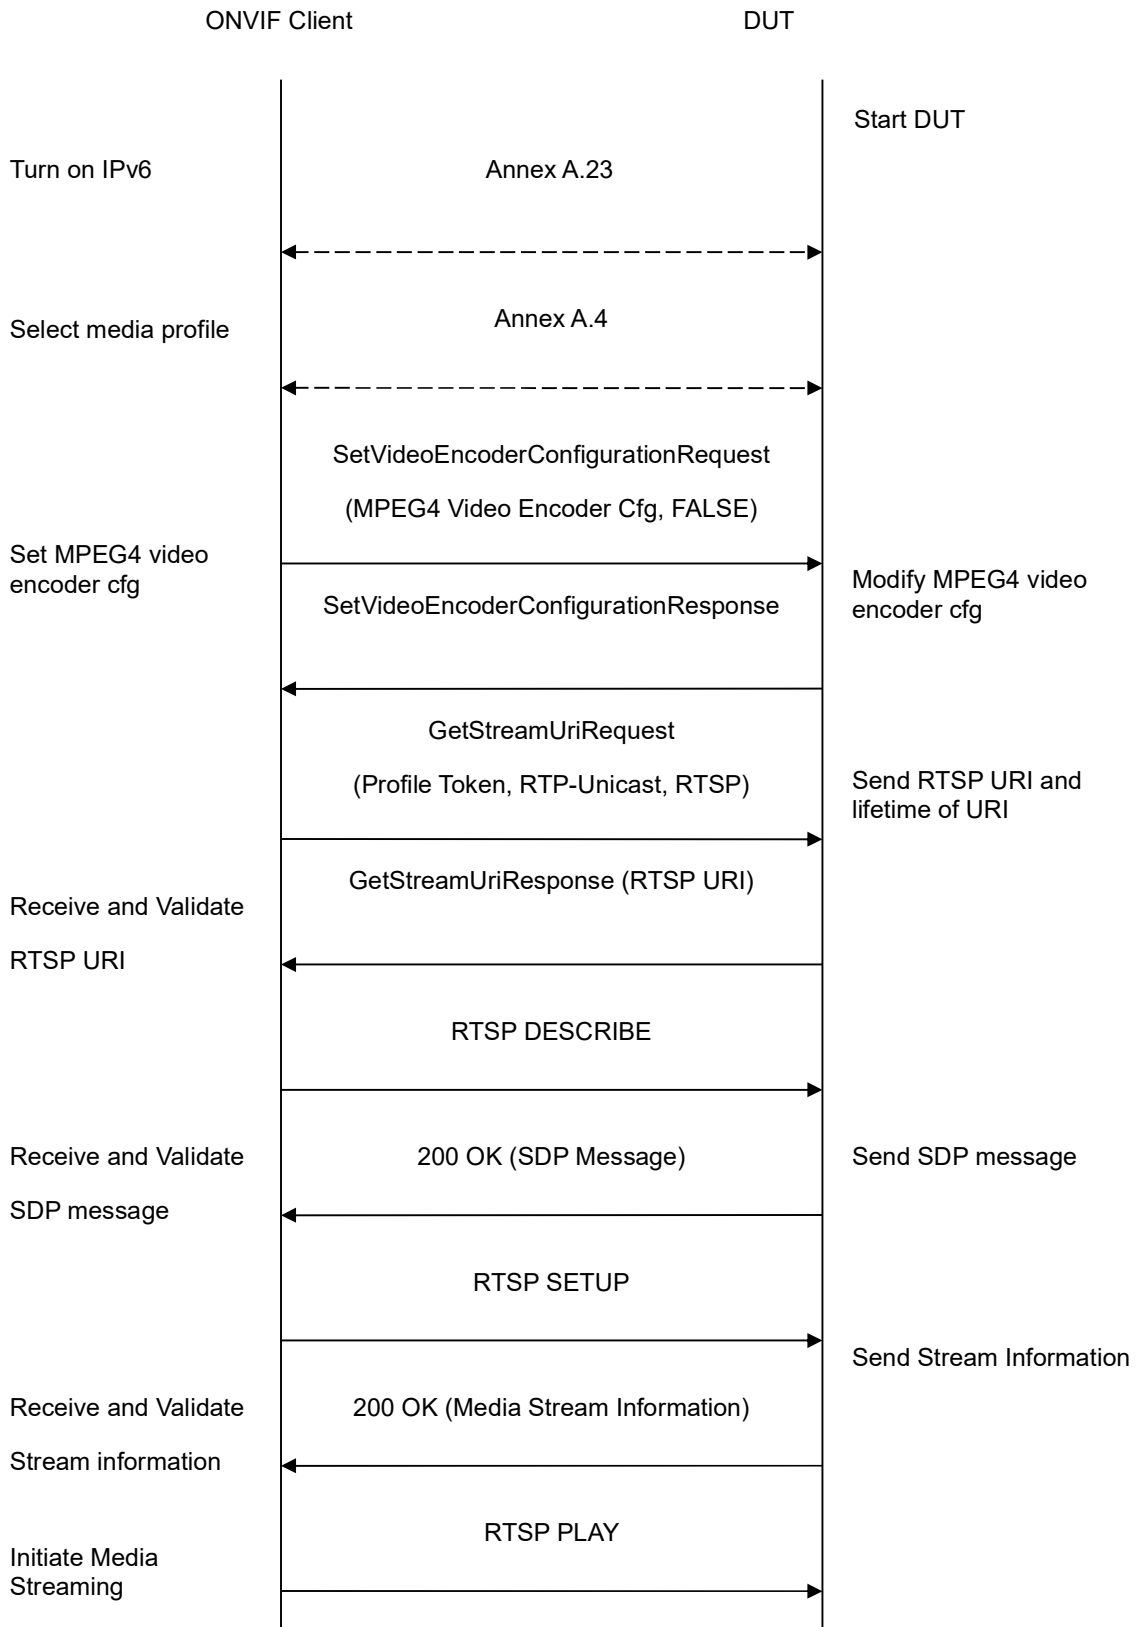 ONVIF Client
DUT
Start DUT
Turn on IPv6
Annex A.23
Select media profile
Annex A.4
SetVideoEncoderConfigurationRequest
(MPEG4 Video Encoder Cfg, FALSE)
Set MPEG4 video
encoder cfg
Modify MPEG4 video
encoder cfg
SetVideoEncoderConfigurationResponse
GetStreamUriRequest
(Profile Token, RTP-Unicast, RTSP)
Send RTSP URI and
lifetime of URI
GetStreamUriResponse (RTSP URI)
Receive and Validate
RTSP URI
RTSP DESCRIBE
Receive and Validate
SDP message
200 OK (SDP Message)
Send SDP message
RTSP SETUP
Send Stream Information
Receive and Validate
Stream information
200 OK (Media Stream Information)
RTSP PLAY
Initiate Media
Streaming